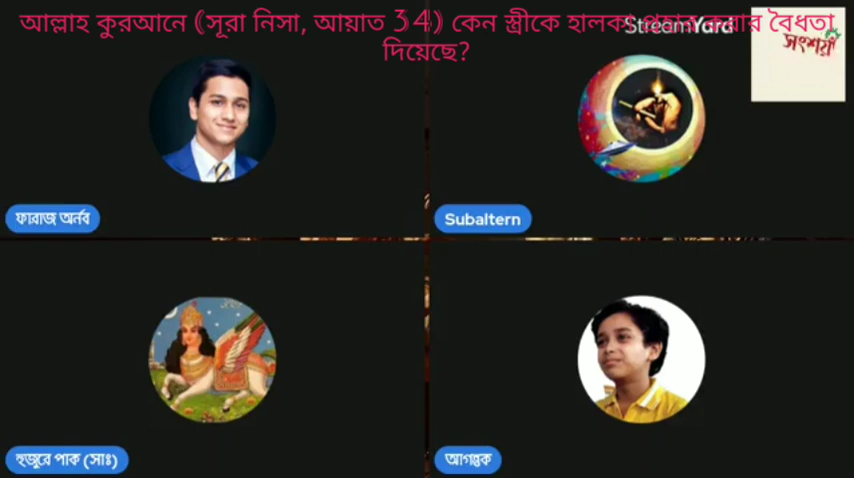 আল্লাহ কুরআনে (সূরা নিসা, আয়াত 34) কেন স্ত্রীকে হালকা প্রহার করার বৈধতা
দিয়েছে?
StreamYard
সংশয়
ফারাজ অর্নব
Subaltern
হুজুরে পাক (সাঃ)
আগন্তুক